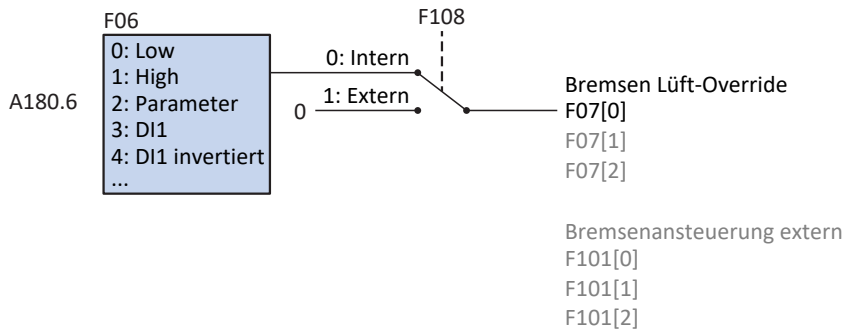 F06
F108
0: Low
1: High
2: Parameter
3: DI1
4: DI1 invertiert
...
A180.6
0: Intern
1: Extern
0
Bremsen Lüft-Override
F07[0]
F07[1]
F07[2]
Bremsenansteuerung extern
F101[0]
F101[1]
F101[2]